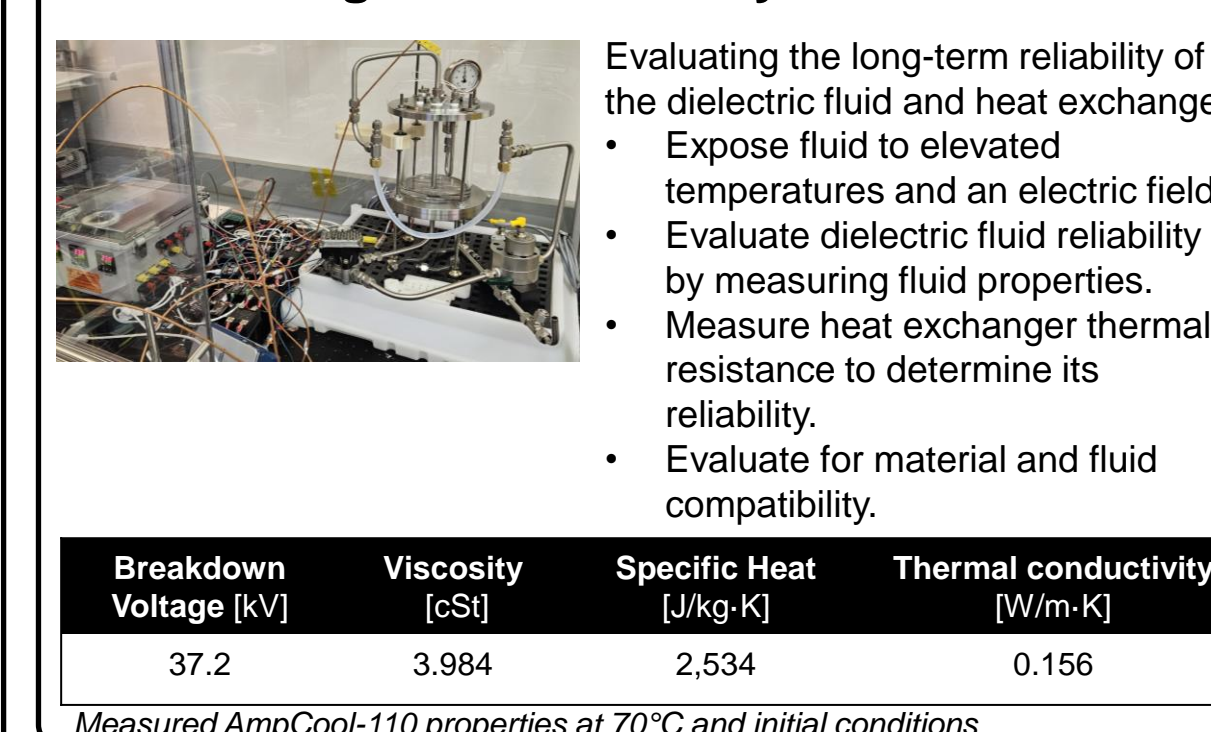 Evaluating the long-term reliability of
the dielectric fluid and heat
• Expose fluid to elevated
temperatures and an electric field
• Evaluate dielectric fluid reliability
by measuring fluid properties.
• Measure heat exchanger thermal
resistance to determine its
reliability.
• Evaluate for material and fluid
compatibility.
Breakdown Viscosity Specific Heat Thermal conductivity
Voltage [kV] [cSt] [J/kg·K] [W/m·K]
37.2 3.984 2,534 0.156
Measured AmpCool-110 properties at 70°C and initial conditions